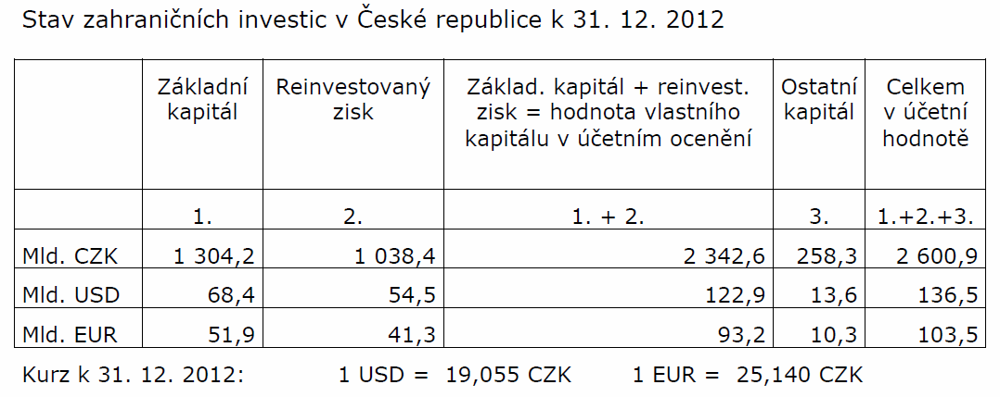 Stav zahraničních investic v České republice k 31. 12. 2012
Základní kapitál Reinvestovaný zisk Základ. kapitál + reinvest. zisk = hodnota vlastního kapitálu v účetním ocenění Ostatní kapitál Celkem v účetní hodnotě
1. 2. 1. + 2. 3. 1.+2.+3.
Mld. CZK 1 304,2 1 038,4 2 342,6 258,3 2 600,9
Mld. USD 68,4 54,5 122,9 13,6 136,5
Mld. EUR 51,9 41,3 93,2 10,3 103,5
Kurz k 31. 12. 2012: 1 USD = 19,055 CZK 1 EUR = 25,140 CZK